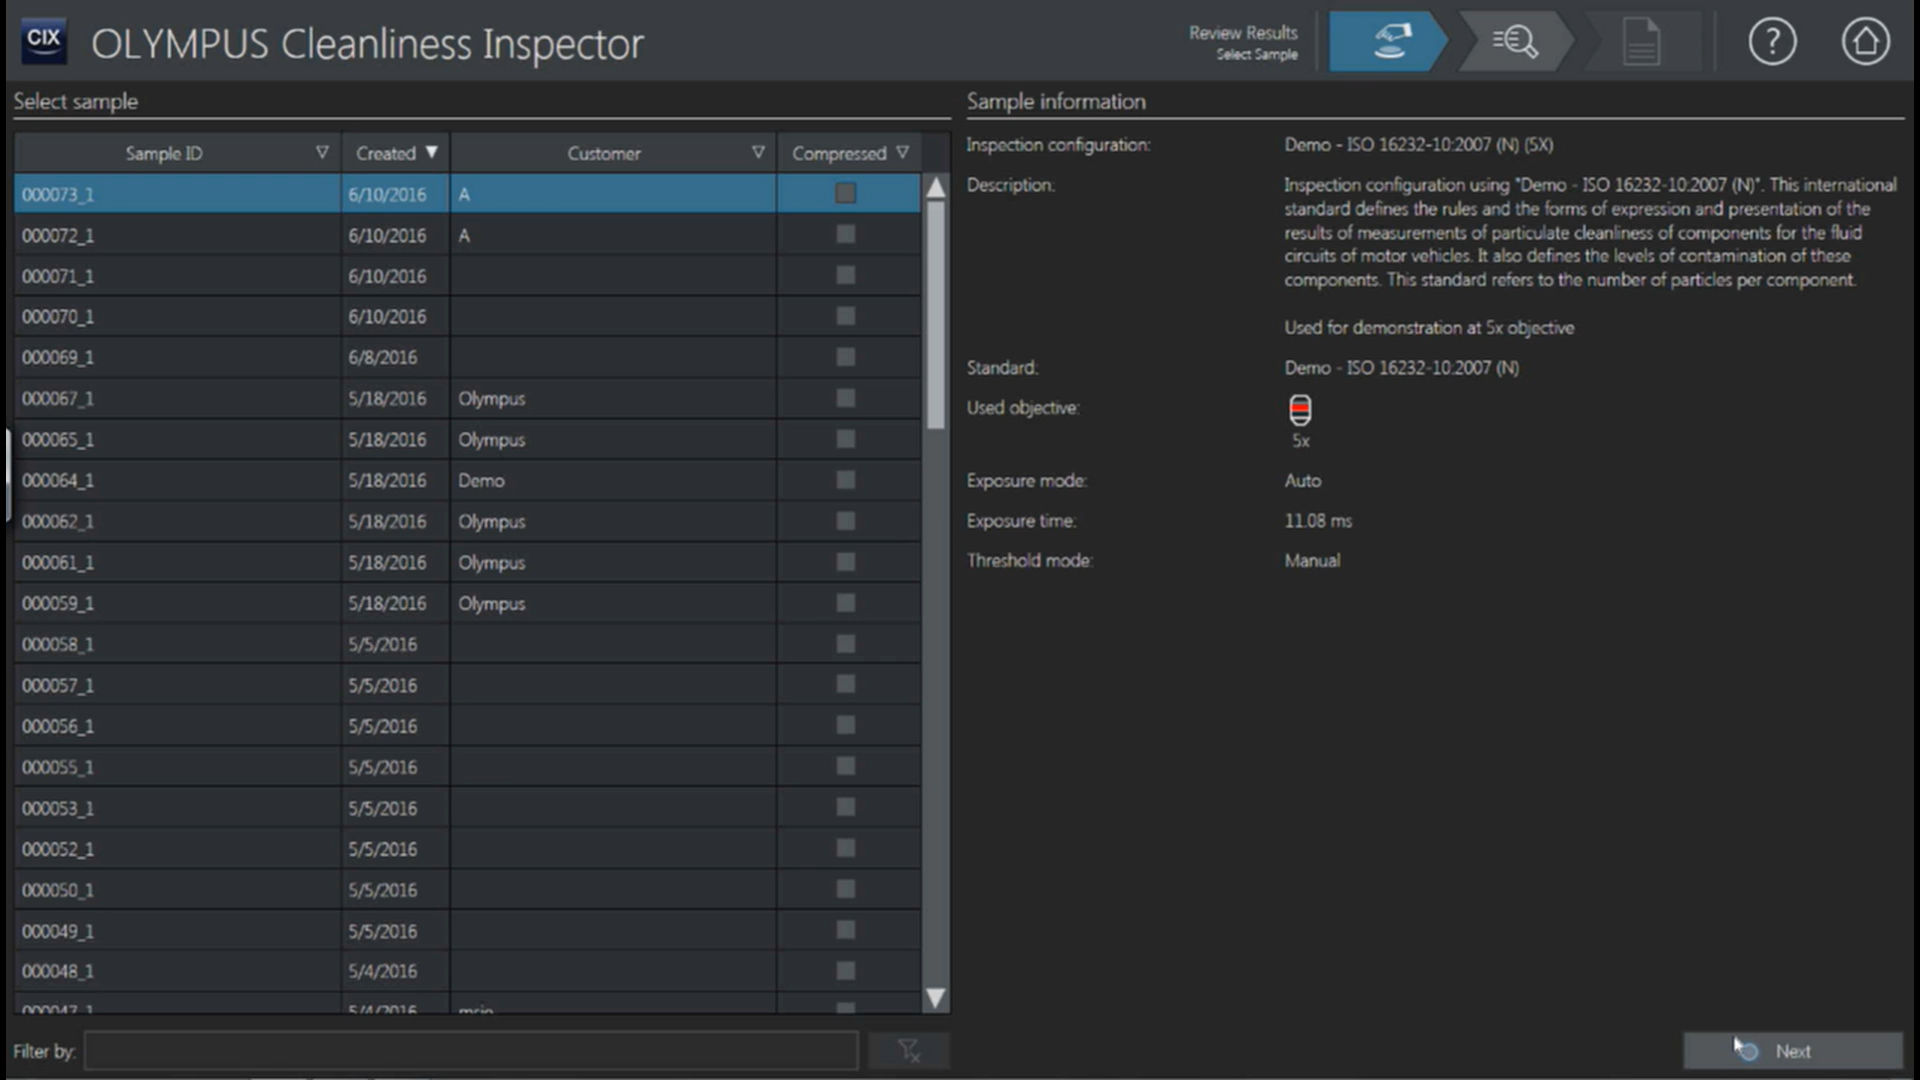 CIX OLYMPUS Cleanliness Inspector
Review Results
Select Sample
?
Select sample
Sample ID Created Customer Compressed
000073_1 6/10/2016 A
000072_1 6/10/2016 A
000071_1 6/10/2016
000070_1 6/10/2016
000069_1 6/8/2016
000067_1 5/18/2016 Olympus
000065_1 5/18/2016 Olympus
000064_1 5/18/2016 Demo
000062_1 5/18/2016 Olympus
000061_1 5/18/2016 Olympus
000059_1 5/18/2016 Olympus
000058_1 5/5/2016
000057_1 5/5/2016
000056_1 5/5/2016
000055_1 5/5/2016
000053_1 5/5/2016
000052_1 5/5/2016
000050_1 5/5/2016
000049_1 5/5/2016
000048_1 5/4/2016
000047_1 5/4/2016
Filter by:
Sample information
Inspection configuration: Demo - ISO 16232-10:2007 (N) (5X)
Description: Inspection configuration using "Demo - ISO 16232-10:2007 (N)". This international
standard defines the rules and the forms of expression and presentation of the
results of measurements of particulate cleanliness of components for the fluid
circuits of motor vehicles. It also defines the levels of contamination of these
components. This standard refers to the number of particles per component.
Used for demonstration at 5x objective
Standard: Demo - ISO 16232-10:2007 (N)
Used objective:
5x
Exposure mode: Auto
Exposure time: 11.08 ms
Threshold mode: Manual
Next